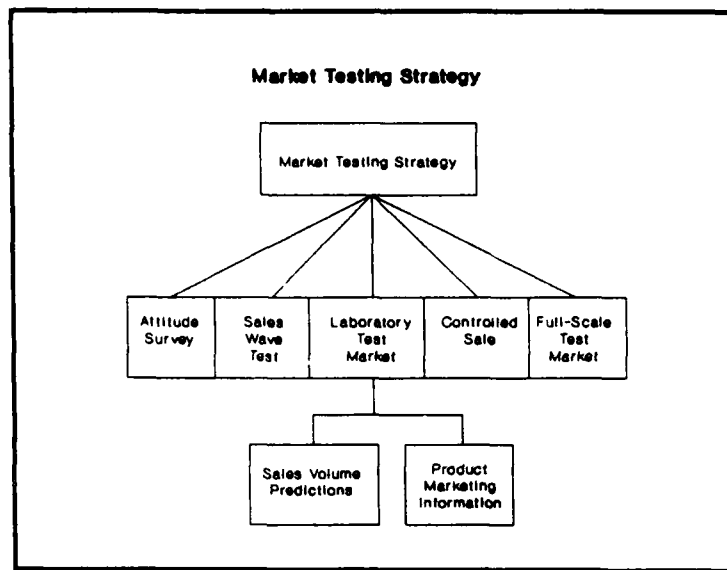 Market Testing Strategy
Market Testing Strategy
Attitude
Survey
Sales
Wave
Test
Laboratory
Test
Market
Controlled
Sale
Full-Scale
Test
Market
Sales Volume
Predictions
Product
Marketing
Information